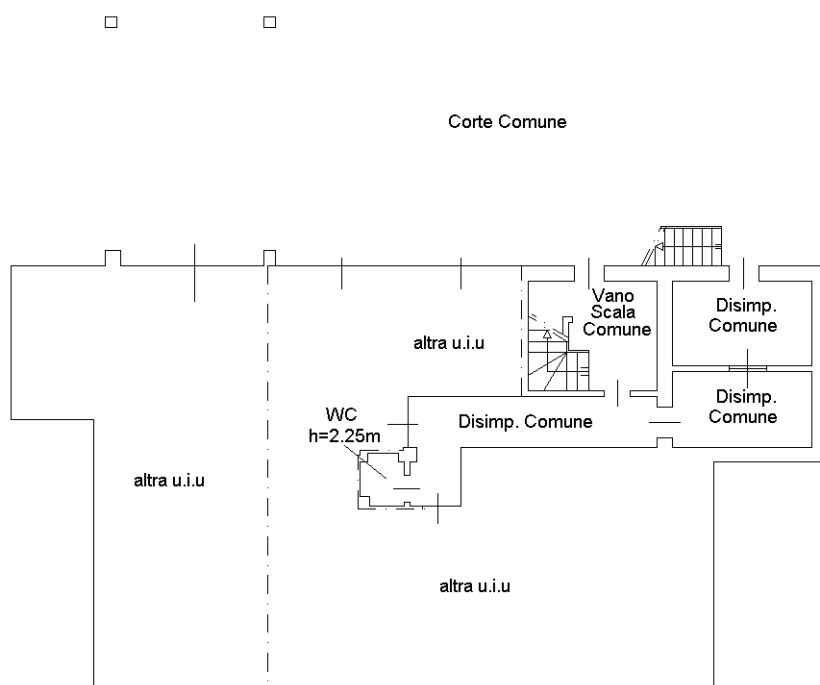 Corte Comune
Vano
Scala
Comune
Disimp.
Comune
altra u.i.u
Disimp.
Comune
WC
h=2.25m
Disimp. Comune
altra u.i.u
altra u.i.u